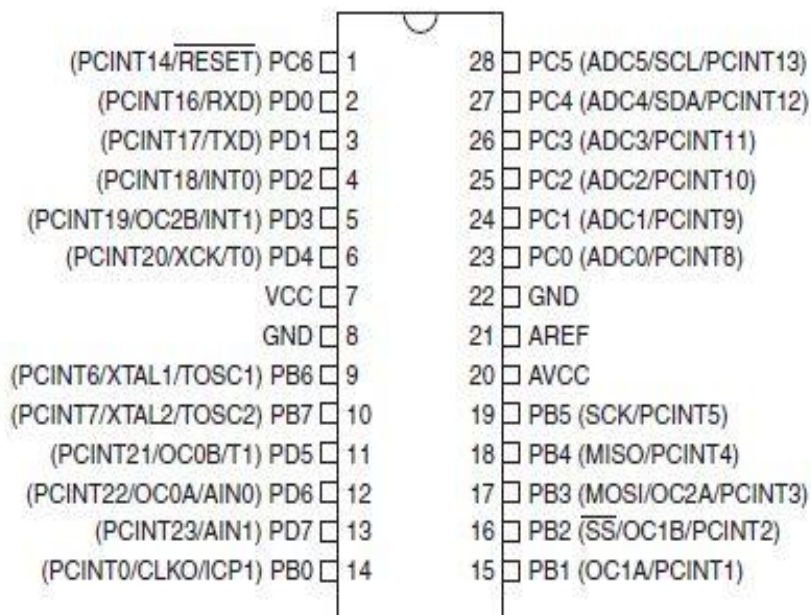 (PCINT14/RESET) PC6 1 28 PC5 (ADC5/SCL/PCINT13)
(PCINT16/RXD) PD0 2 27 PC4 (ADC4/SDA/PCINT12)
(PCINT17/TXD) PD1 3 26 PC3 (ADC3/PCINT11)
(PCINT18/INT0) PD2 4 25 PC2 (ADC2/PCINT10)
(PCINT19/OC2B/INT1) PD3 5 24 PC1 (ADC1/PCINT9)
(PCINT20/XCK/T0) PD4 6 23 PC0 (ADC0/PCINT8)
VCC 7 22 GND
GND 8 21 AREF
(PCINT6/XTAL1/TOSC1) PB6 9 20 AVCC
(PCINT7/XTAL2/TOSC2) PB7 10 19 PB5 (SCK/PCINT5)
(PCINT21/OC0B/T1) PD5 11 18 PB4 (MISO/PCINT4)
(PCINT22/OC0A/AIN0) PD6 12 17 PB3 (MOSI/OC2A/PCINT3)
(PCINT23/AIN1) PD7 13 16 PB2 (SS/OC1B/PCINT2)
(PCINT0/CLKO/ICP1) PB0 14 15 PB1 (OC1A/PCINT1)